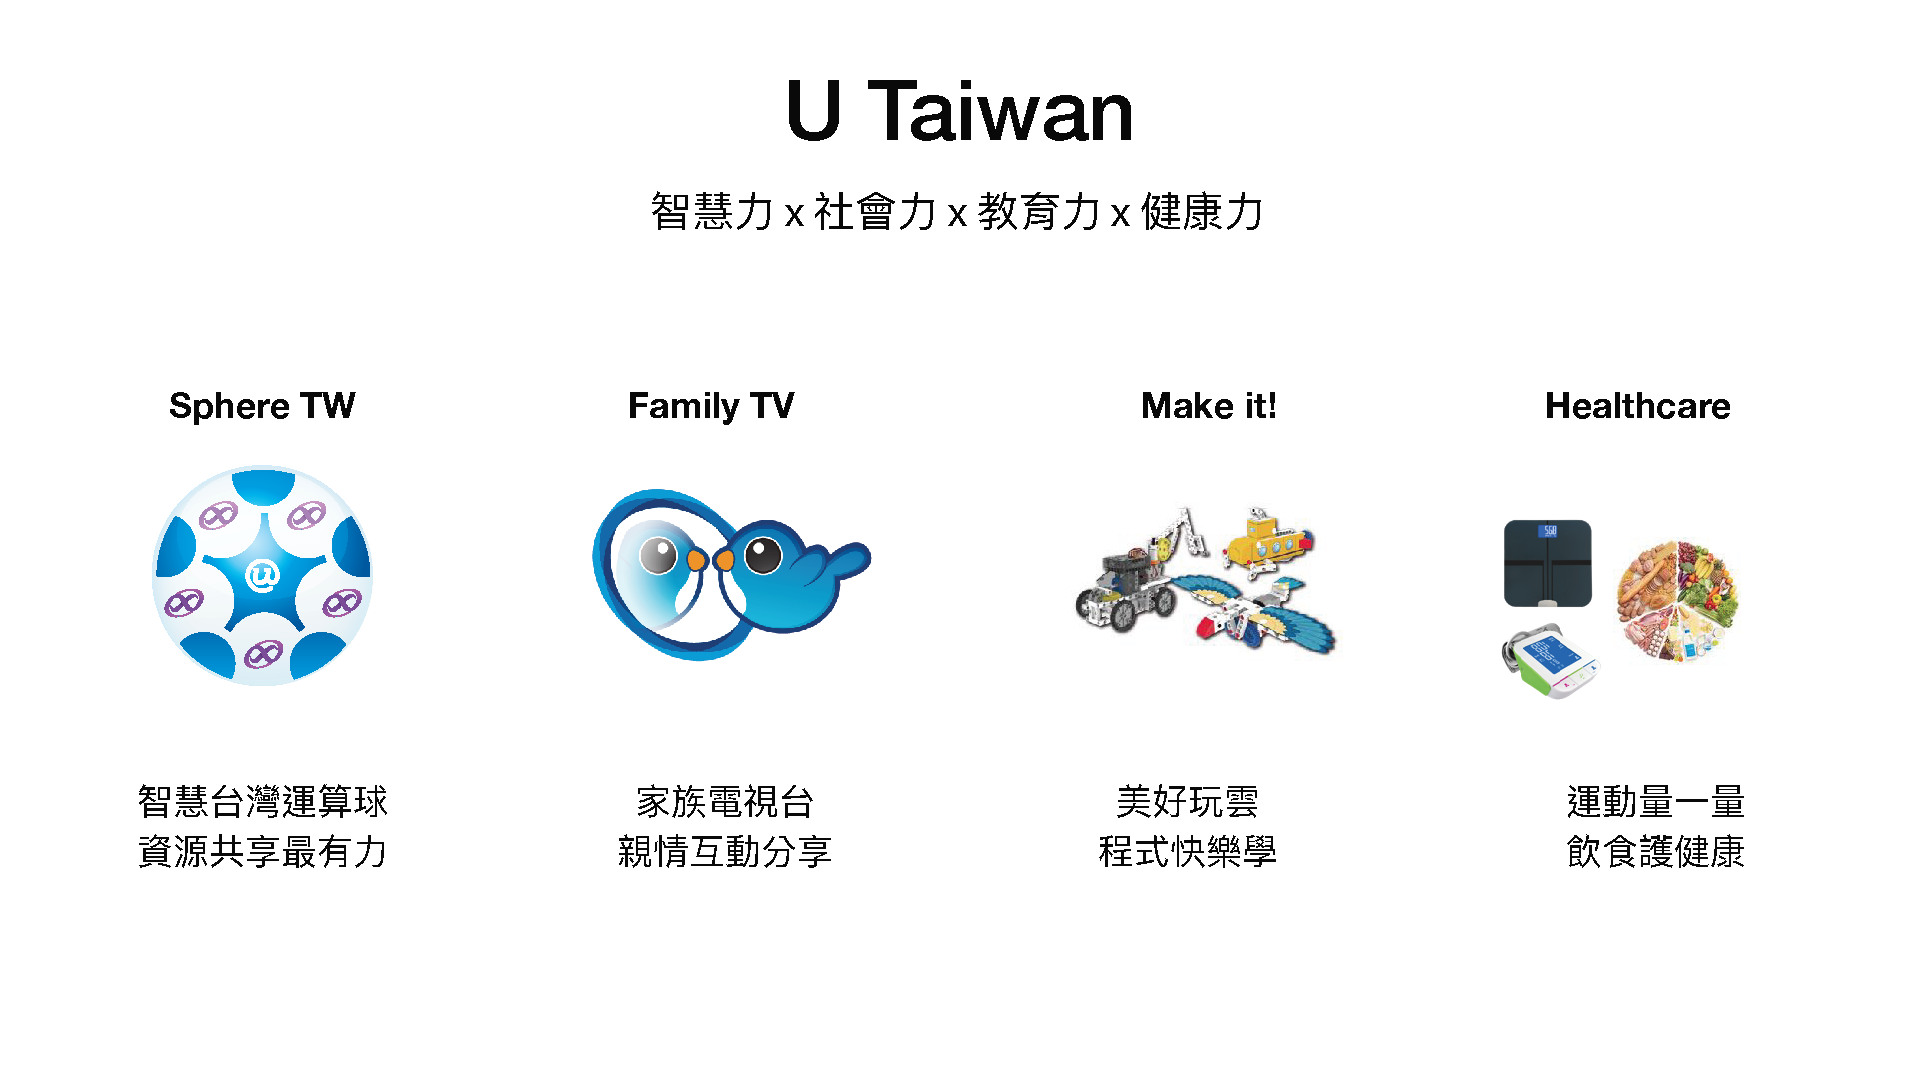 U Taiwan
智慧力 x 社會力 x 教育力 x 健康力
Sphere TW
Family TV
Make it!
Healthcare
智慧台灣運算球
資源共享最有力
家族電視台
親情互動分享
美好玩雲
程式快樂學
運動量一量
飲食護健康